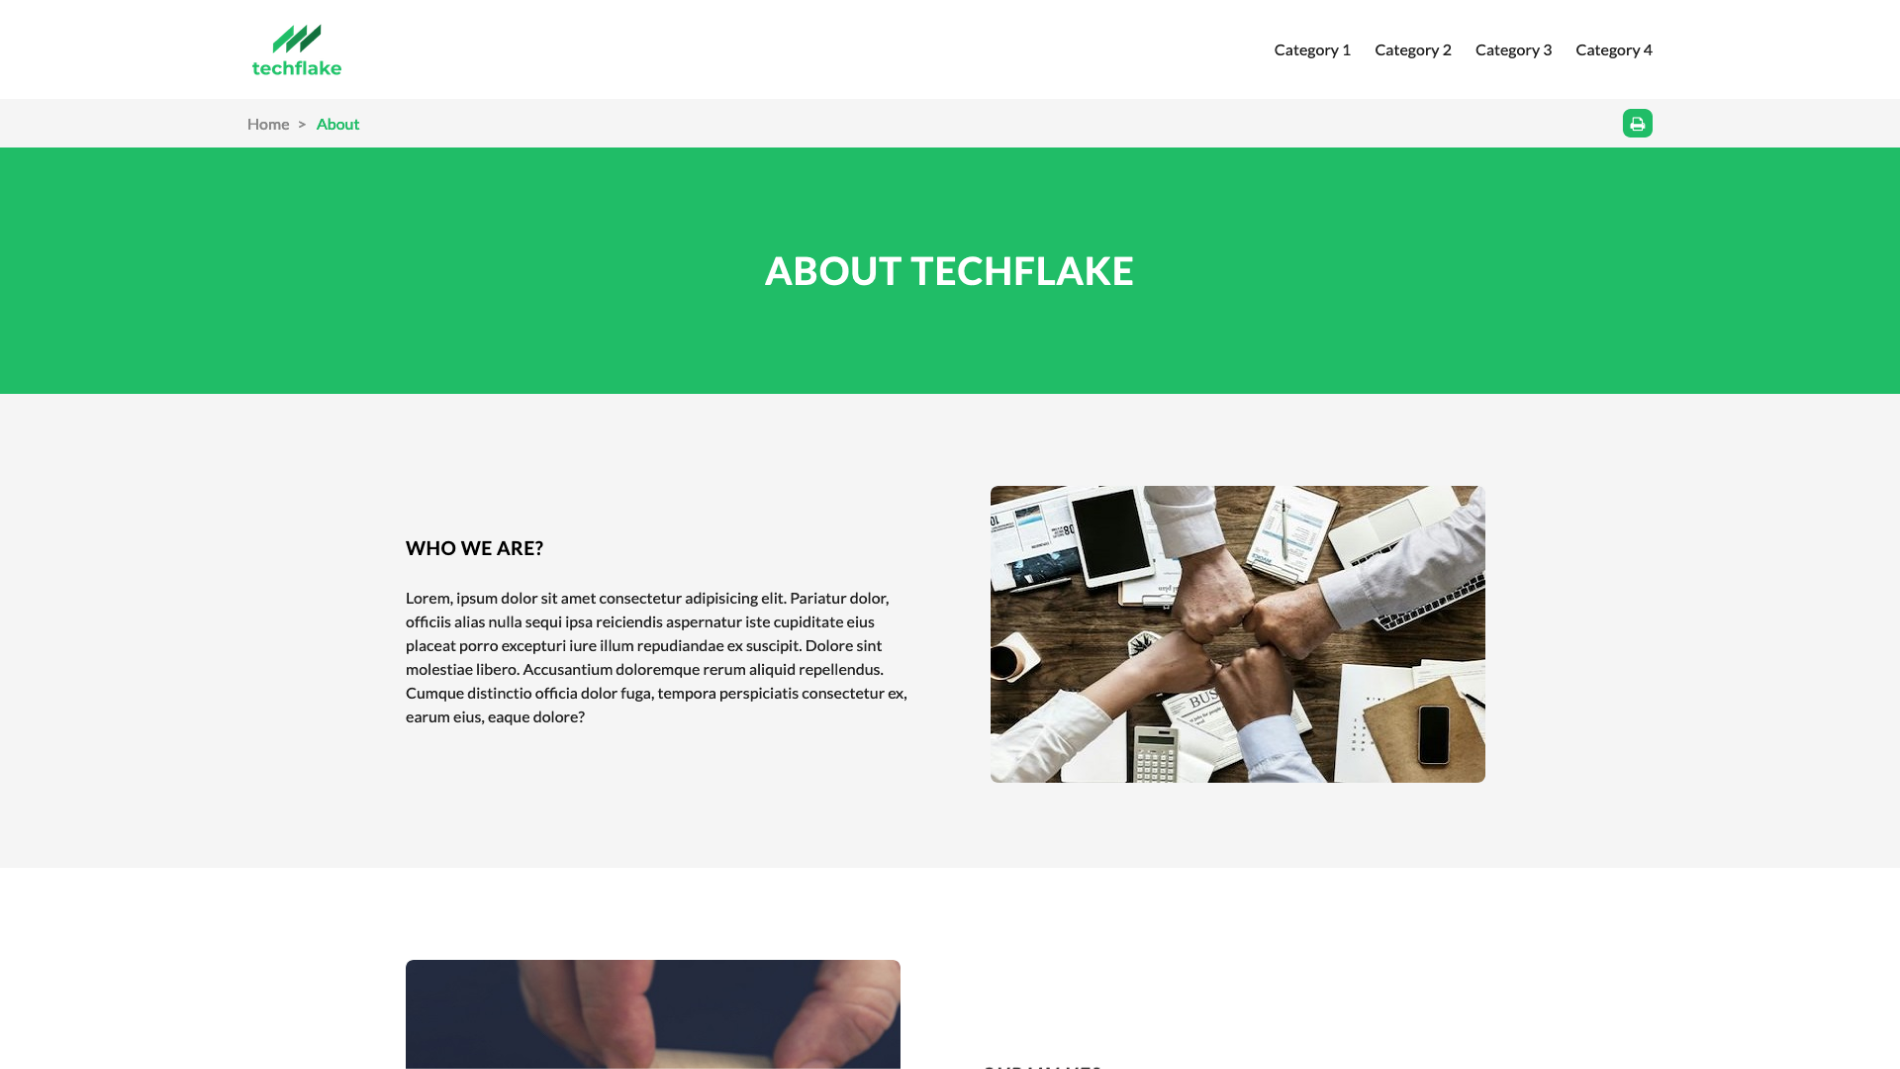 techflake
Category 1 Category 2 Category 3 Category 4
Home > About
ABOUT TECHFLAKE
WHO WE ARE?
Lorem, ipsum dolor sit amet consectetur adipisicing elit. Pariatur dolor,
officiis alias nulla sequi ipsa reiciendis aspernatur iste cupiditate eius
placeat porro excepturi iure illum repudiandae ex suscipit. Dolore sint
molestiae libero. Accusantium doloremque rerum aliquid repellendus.
Cumque distinctio officia dolor fuga, tempora perspiciatis consectetur ex,
earum eius, eaque dolore?